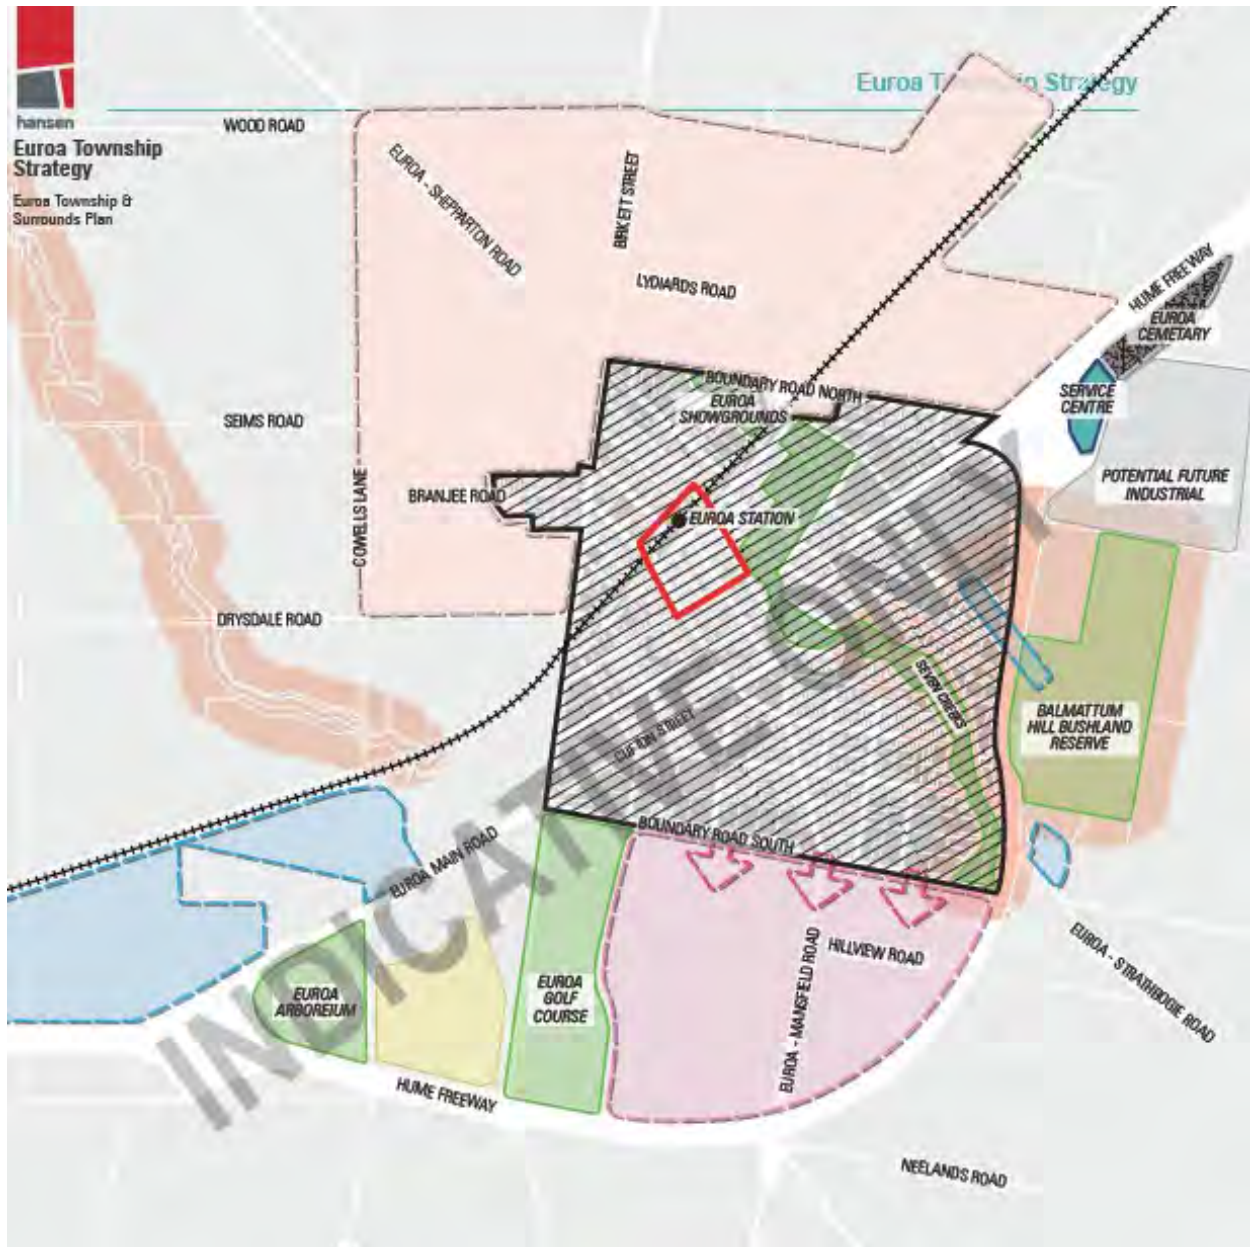 Euroa Township Strategy
hansen
Euroa Township
Strategy
Euroa Township &
Surrounds Plan
WOOD ROAD
EUROA - SHEPPARTON ROAD
BIRKETT STREET
LYDIARDS ROAD
HUME FREEWAY
EUROA
CEMETARY
SERVICE
CENTRE
BOUNDARY ROAD NORTH
EUROA
SHOWGROUNDS
SEIMS ROAD
COWELLS LANE
BRANJEE ROAD
POTENTIAL FUTURE
INDUSTRIAL
EUROA STATION
DRYSDALE ROAD
SEVEN CREEKS
BALMATTUM
HILL BUSHLAND
RESERVE
CLIFTON STREET
BOUNDARY ROAD SOUTH
EUROA MAIN ROAD
EUROA
ARBOREIUM
EUROA
GOLF
COURSE
EUROA - MANSFIELD ROAD
HILLVIEW ROAD
EUROA - STRATHBOGIE ROAD
HUME FREEWAY
NEELANDS ROAD
INDICATIVE ONLY